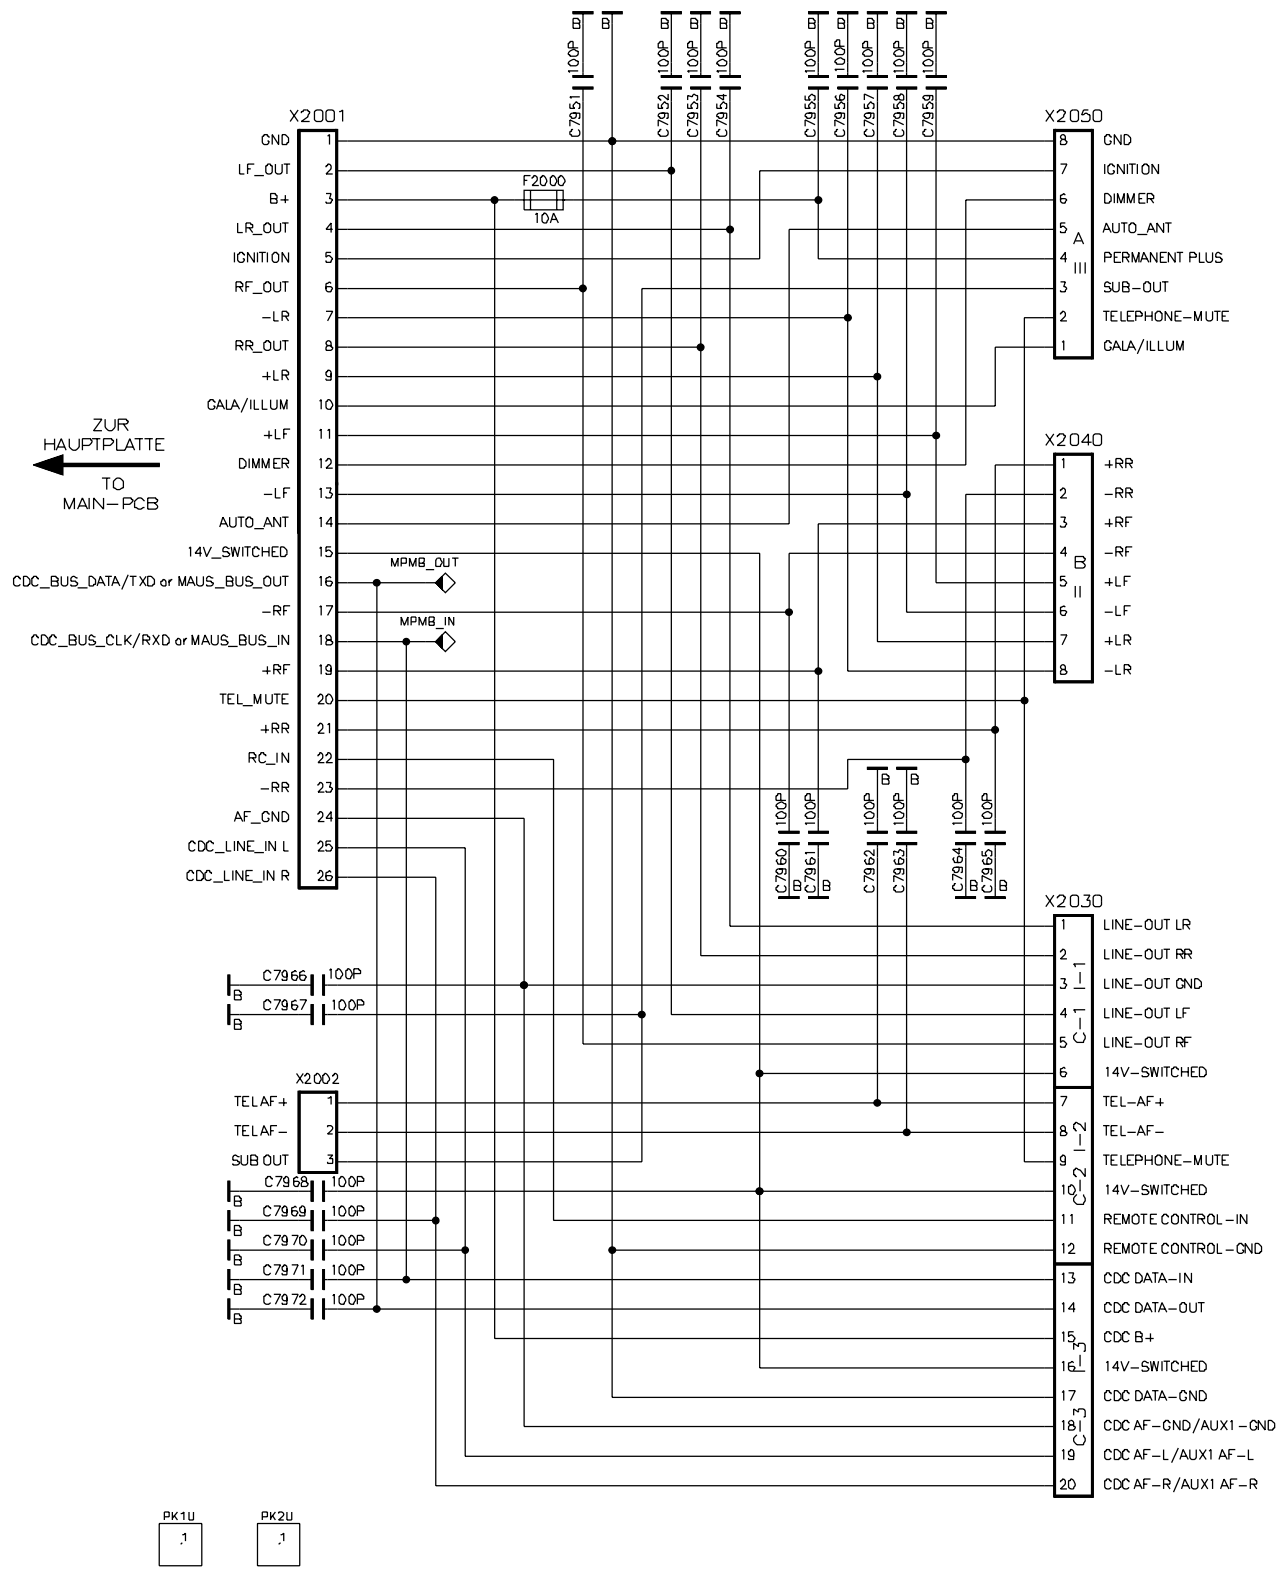 B B B B B B B B B B
100P 100P 100P 100P 100P 100P 100P 100P 100P
C7951 C7952 C7953 C7954 C7955 C7956 C7957 C7958 C7959
X2001
GND 1
LF_OUT 2
B+ 3
LR_OUT 4
IGNITION 5
RF_OUT 6
-LR 7
RR_OUT 8
+LR 9
GALA/ILLUM 10
+LF 11
DIMMER 12
-LF 13
AUTO_ANT 14
14V_SWITCHED 15
CDC_BUS_DATA/TXD or MAUS_BUS_OUT 16
-RF 17
CDC_BUS_CLK/RXD or MAUS_BUS_IN 18
+RF 19
TEL_MUTE 20
+RR 21
RC_IN 22
-RR 23
AF_GND 24
CDC_LINE_IN L 25
CDC_LINE_IN R 26
F2000
10A
MPMB_OUT
MPMB_IN
ZUR
HAUPTPLATTE
TO
MAIN-PCB
X2050
8 GND
7 IGNITION
6 DIMMER
5 AUTO_ANT
4 PERMANENT PLUS
3 SUB-OUT
2 TELEPHONE-MUTE
1 GALA/ILLUM
A
III
X2040
1 +RR
2 -RR
3 +RF
4 -RF
5 +LF
6 -LF
7 +LR
8 -LR
B
II
B B
100P 100P 100P 100P 100P 100P
C7960 C7961 C7962 C7963 C7964 C7965
B B B B
X2030
1 LINE-OUT LR
2 LINE-OUT RR
3 LINE-OUT GND
4 LINE-OUT LF
5 LINE-OUT RF
6 14V-SWITCHED
C-1 I-1
7 TEL-AF+
8 TEL-AF-
9 TELEPHONE-MUTE
10 14V-SWITCHED
11 REMOTE CONTROL-IN
12 REMOTE CONTROL-GND
C-2 I-2
13 CDC DATA-IN
14 CDC DATA-OUT
15 CDC B+
16 14V-SWITCHED
17 CDC DATA-GND
18 CDC AF-GND/AUX1-GND
19 CDC AF-L/AUX1 AF-L
20 CDC AF-R/AUX1 AF-R
C-3 I-3
B C7966 100P
B C7967 100P
X2002
TELAF+ 1
TELAF- 2
SUB OUT 3
B C7968 100P
B C7969 100P
B C7970 100P
B C7971 100P
B C7972 100P
PK1U
1
PK2U
1